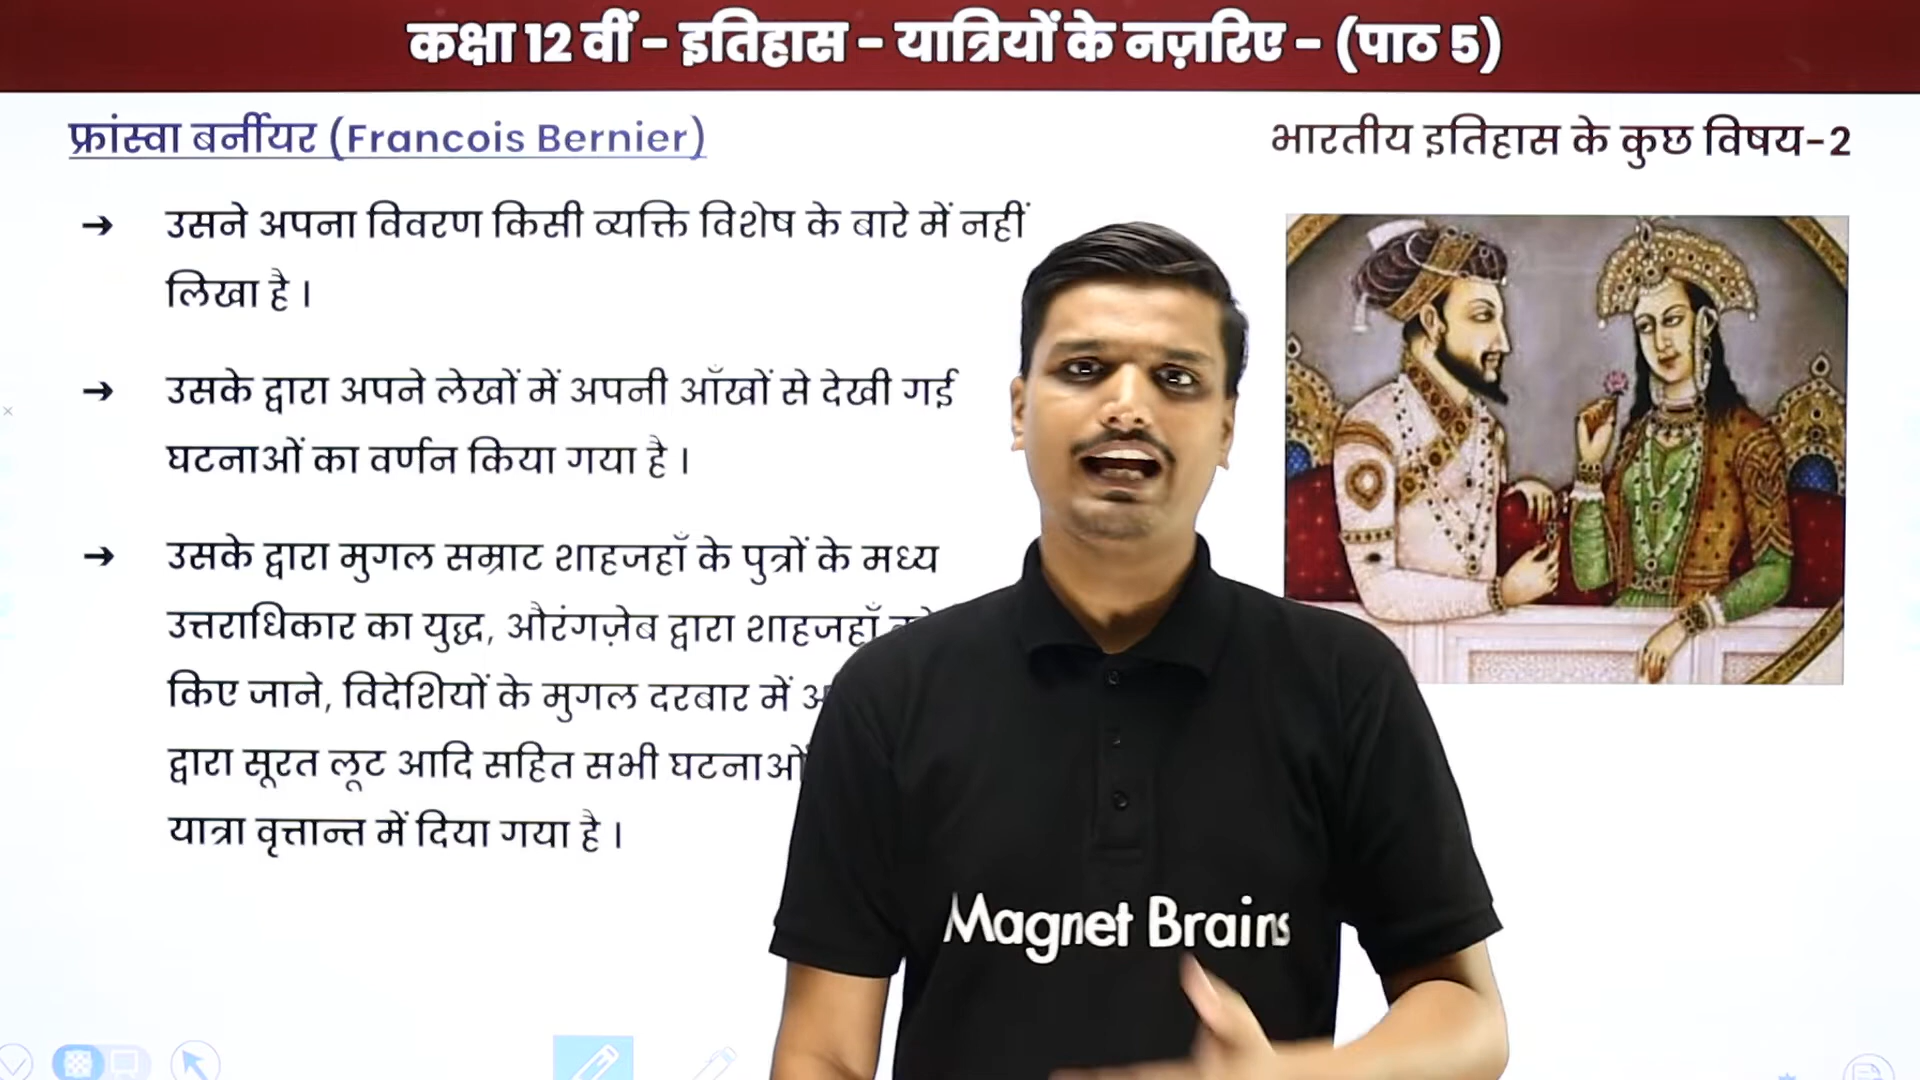 कक्षा 12 वीं - इतिहास - यात्रियों के नज़रिए - (पाठ 5)
फ्रांस्वा बर्नीयर (Francois Bernier)
भारतीय इतिहास के कुछ विषय-2
→ उसने अपना विवरण किसी व्यक्ति विशेष के बारे में नहीं
लिखा है ।
→ उसके द्वारा अपने लेखों में अपनी आँखों से देखी गई
घटनाओं का वर्णन किया गया है ।
→ उसके द्वारा मुगल सम्राट शाहजहाँ के पुत्रों के मध्य
उत्तराधिकार का युद्ध, औरंगज़ेब द्वारा शाहजहाँ
किए जाने, विदेशियों के मुगल दरबार में
द्वारा सूरत लूट आदि सहित सभी घटनाओं
यात्रा वृत्तान्त में दिया गया है ।
Magnet Brains